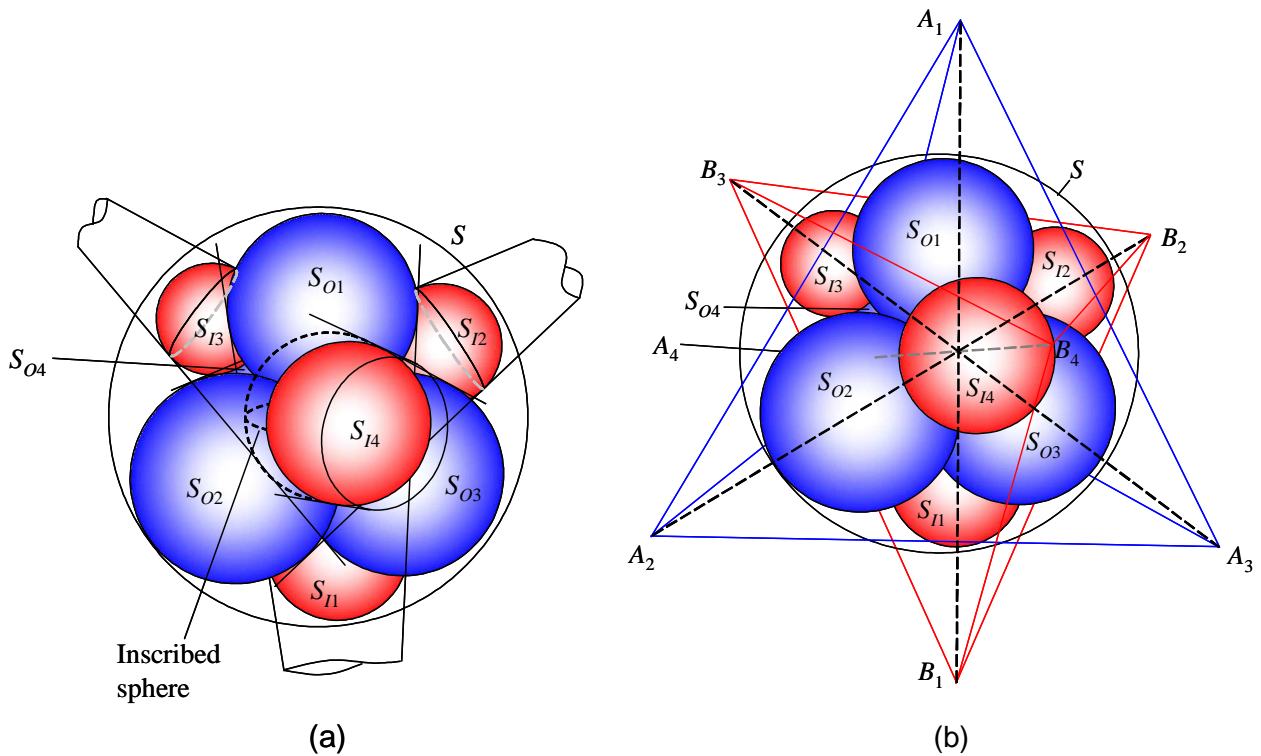 S
S_{O1}
S_{I3}
S_{I2}
S_{O4}
S_{I4}
S_{O2}
S_{O3}
S_{I1}
Inscribed
sphere
(a)
A_1
B_3
S
B_2
S_{O1}
S_{I2}
S_{I3}
S_{O4}
A_4
B_4
S_{O2}
S_{I4}
S_{O3}
S_{I1}
A_2
A_3
B_1
(b)